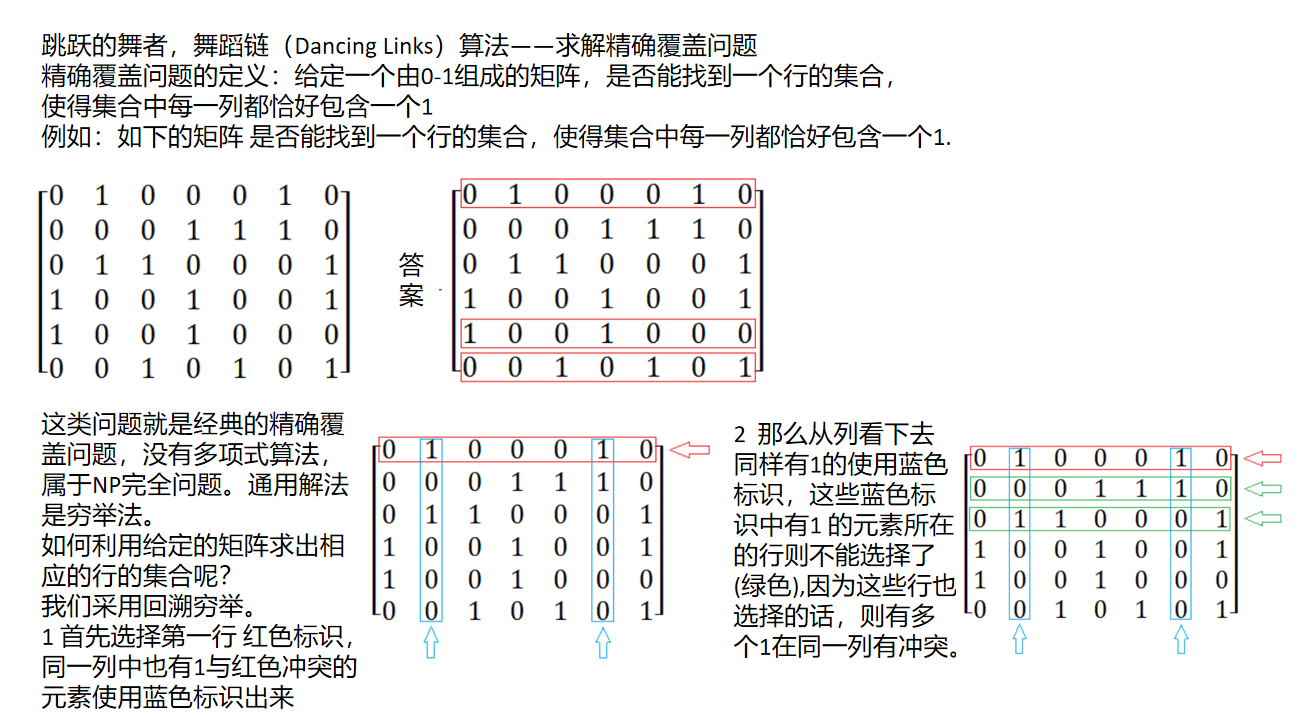 跳跃的舞者，舞蹈链（Dancing Links）算法——求解精确覆盖问题
精确覆盖问题的定义：给定一个由0-1组成的矩阵，是否能找到一个行的集合，
使得集合中每一列都恰好包含一个1
例如：如下的矩阵 是否能找到一个行的集合，使得集合中每一列都恰好包含一个1.
0 1 0 0 0 1 0
0 0 0 1 1 1 0
0 1 1 0 0 0 1
1 0 0 1 0 0 1
1 0 0 1 0 0 0
0 0 1 0 1 0 1
答
案
0 1 0 0 0 1 0
0 0 0 1 1 1 0
0 1 1 0 0 0 1
1 0 0 1 0 0 1
1 0 0 1 0 0 0
0 0 1 0 1 0 1
这类问题就是经典的精确覆
盖问题，没有多项式算法，
属于NP完全问题。通用解法
是穷举法。
如何利用给定的矩阵求出相
应的行的集合呢？
我们采用回溯穷举。
1 首先选择第一行 红色标识，
同一列中也有1与红色冲突的
元素使用蓝色标识出来
0 1 0 0 0 1 0
0 0 0 1 1 1 0
0 1 1 0 0 0 1
1 0 0 1 0 0 1
1 0 0 1 0 0 0
0 0 1 0 1 0 1
2 那么从列看下去
同样有1的使用蓝色
标识，这些蓝色标
识中有1 的元素所在
的行则不能选择了
(绿色),因为这些行也
选择的话，则有多
个1在同一列有冲突。
0 1 0 0 0 1 0
0 0 0 1 1 1 0
0 1 1 0 0 0 1
1 0 0 1 0 0 1
1 0 0 1 0 0 0
0 0 1 0 1 0 1